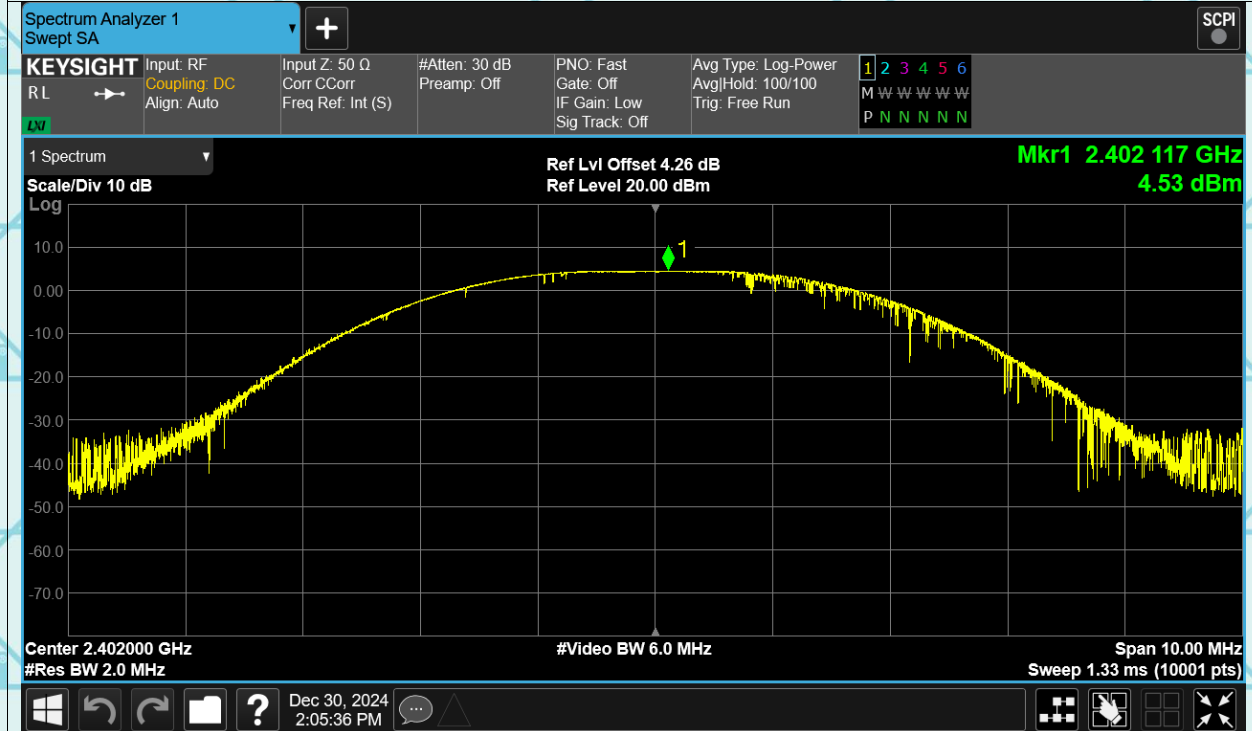 Spectrum Analyzer 1
Swept SA
SCPI
KEYSIGHT
RL
LXI
Input: RF
Coupling: DC
Align: Auto
Input Z: 50 Ω
Corr CCorr
Freq Ref: Int (S)
#Atten: 30 dB
Preamp: Off
PNO: Fast
Gate: Off
IF Gain: Low
Sig Track: Off
Avg Type: Log-Power
Avg|Hold: 100/100
Trig: Free Run
1 2 3 4 5 6
M W W W W W
P N N N N N
1 Spectrum
Ref Lvl Offset 4.26 dB
Mkr1 2.402 117 GHz
Scale/Div 10 dB
Ref Level 20.00 dBm
4.53 dBm
Log
1
10.0
0.00
-10.0
-20.0
-30.0
-40.0
-50.0
-60.0
-70.0
Center 2.402000 GHz
#Video BW 6.0 MHz
Span 10.00 MHz
#Res BW 2.0 MHz
Sweep 1.33 ms (10001 pts)
?
Dec 30, 2024
2:05:36 PM